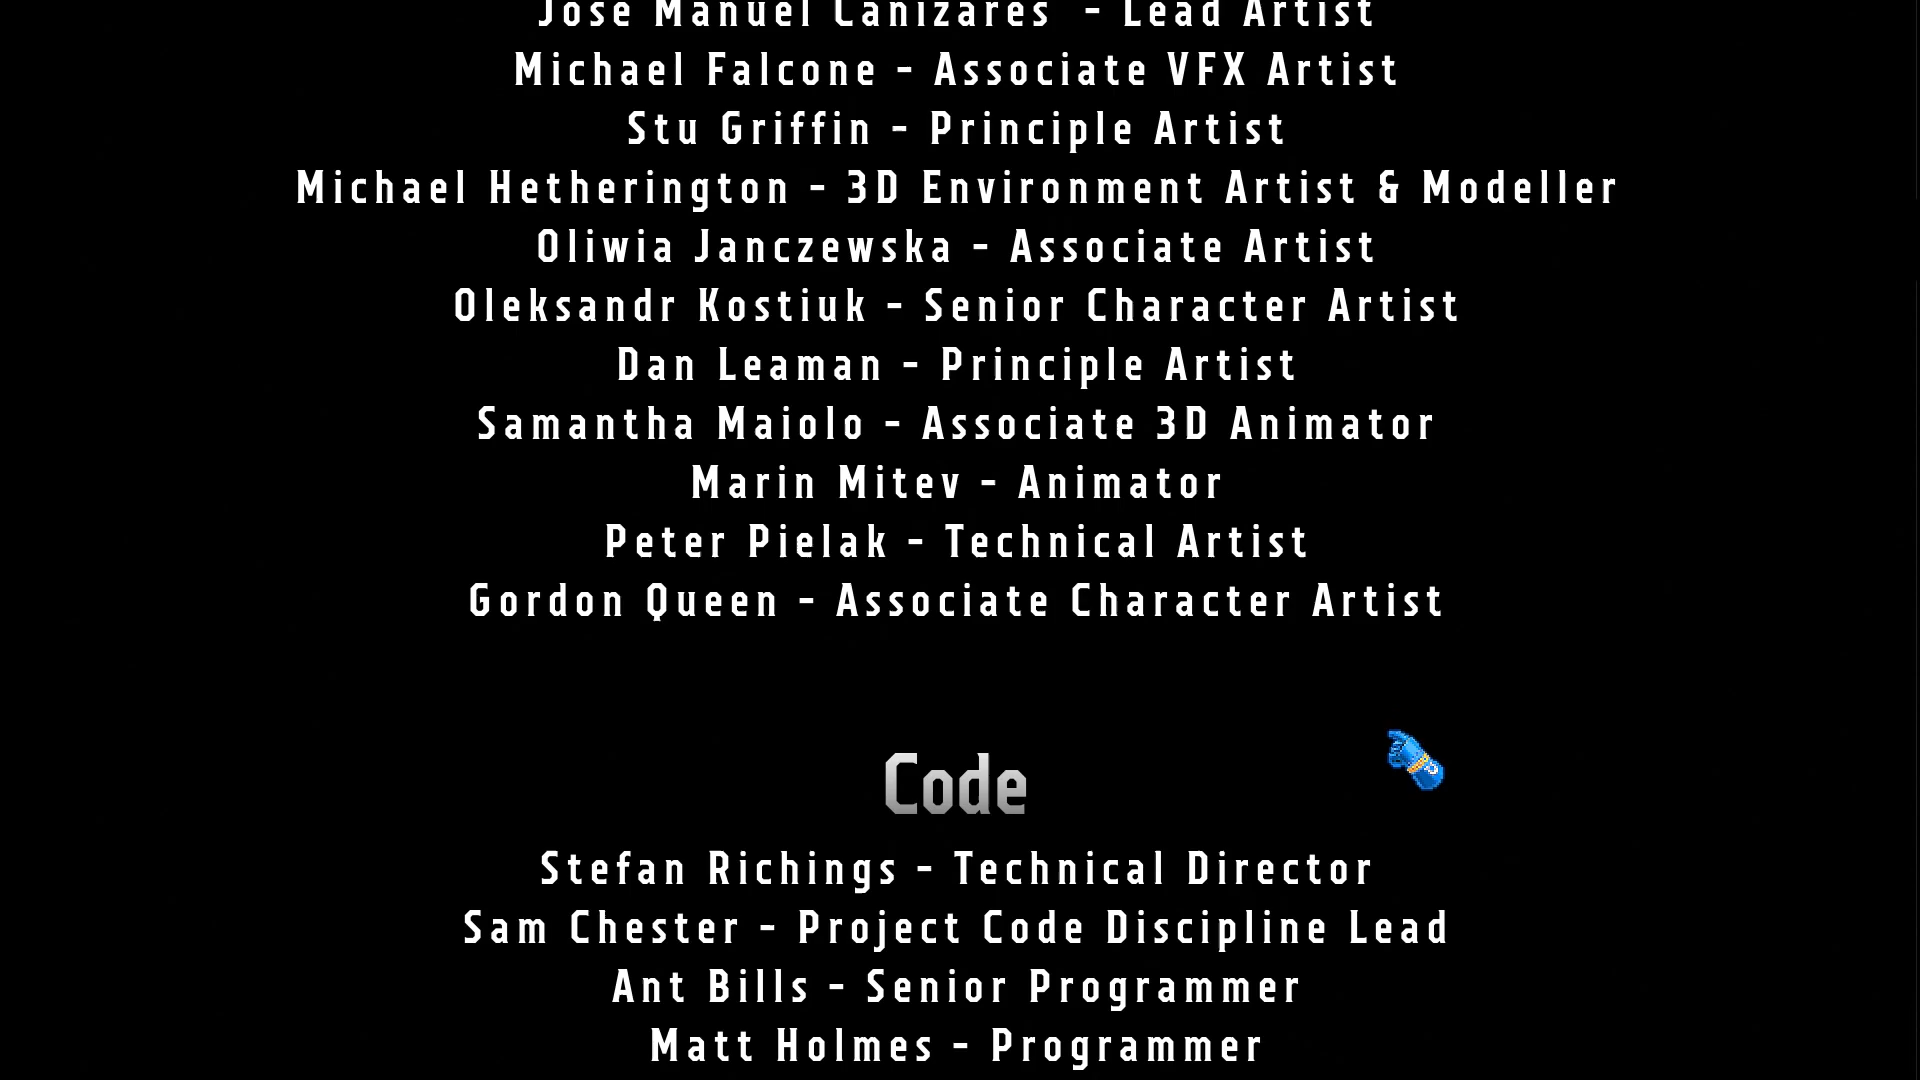 Jose Manuel Canizares - Lead Artist
Michael Falcone - Associate VFX Artist
Stu Griffin - Principle Artist
Michael Hetherington - 3D Environment Artist & Modeller
Oliwia Janczewska - Associate Artist
Oleksandr Kostiuk - Senior Character Artist
Dan Leaman - Principle Artist
Samantha Maiolo - Associate 3D Animator
Marin Mitev - Animator
Peter Pielak - Technical Artist
Gordon Queen - Associate Character Artist
Code
Stefan Richings - Technical Director
Sam Chester - Project Code Discipline Lead
Ant Bills - Senior Programmer
Matt Holmes - Programmer